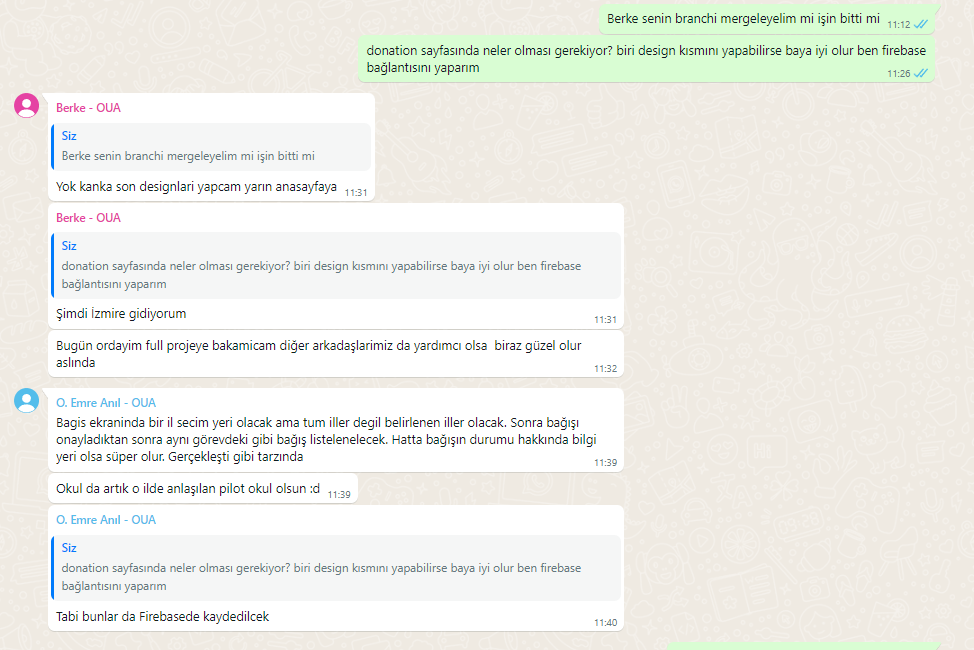 Berke senin branchi mergeleyelim mi işin bitti mi 11:12
donation sayfasında neler olması gerekiyor? biri design kısmını yapabilirse baya iyi olur ben firebase
bağlantısını yaparım 11:26
Berke - OUA
Siz
Berke senin branchi mergeleyelim mi işin bitti mi
Yok kanka son designlari yapcam yarın anasayfaya 11:31
Berke - OUA
Siz
donation sayfasında neler olması gerekiyor? biri design kısmını yapabilirse baya iyi olur ben firebase
bağlantısını yaparım
Şimdi İzmire gidiyorum 11:31
Bugün ordayim full projeye bakamicam diğer arkadaşlarimiz da yardımcı olsa biraz güzel olur
aslında 11:32
O. Emre Anıl - OUA
Bagis ekraninda bir il secim yeri olacak ama tum iller degil belirlenen iller olacak. Sonra bağışı
onayladıktan sonra aynı görevdeki gibi bağış listelenelecek. Hatta bağışın durumu hakkında bilgi
yeri olsa süper olur. Gerçekleşti gibi tarzında 11:39
Okul da artık o ilde anlaşılan pilot okul olsun :d 11:39
O. Emre Anıl - OUA
Siz
donation sayfasında neler olması gerekiyor? biri design kısmını yapabilirse baya iyi olur ben firebase
bağlantısını yaparım
Tabi bunlar da Firebasede kaydedilcek 11:40